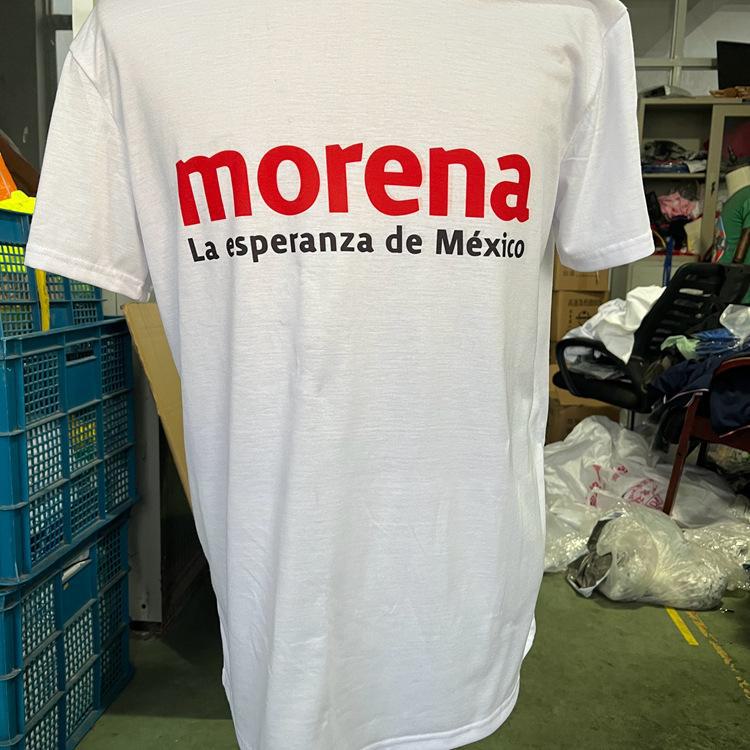 morena
La esperanza de México